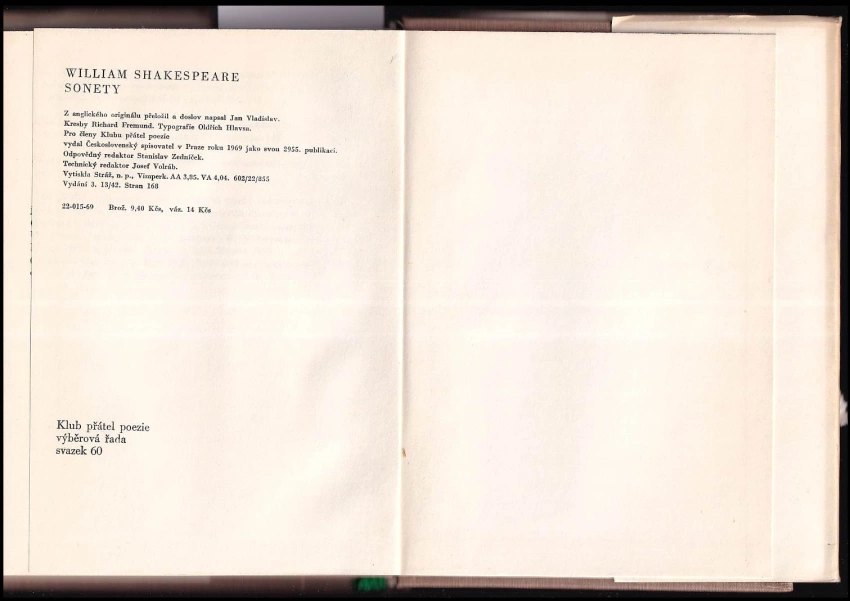 WILLIAM SHAKESPEARE
SONETY
Z anglického originálu přeložil a doslov napsal Jan Vladislav.
Kresby Richard Fremund. Typografie Oldřich Hlavsa.
Pro členy Klubu přátel poezie
vydal Československý spisovatel v Praze roku 1969 jako svou 2955. publikaci.
Odpovědný redaktor Stanislav Zedníček.
Technický redaktor Josef Volráb.
Vytiskla Stráž, n. p., Vimperk. AA 3,85. VA 4,04. 602/22/855
Vydání 3. 13/42. Stran 168
22-015-69 Brož. 9,40 Kčs, váz. 14 Kčs
Klub přátel poezie
výběrová řada
svazek 60